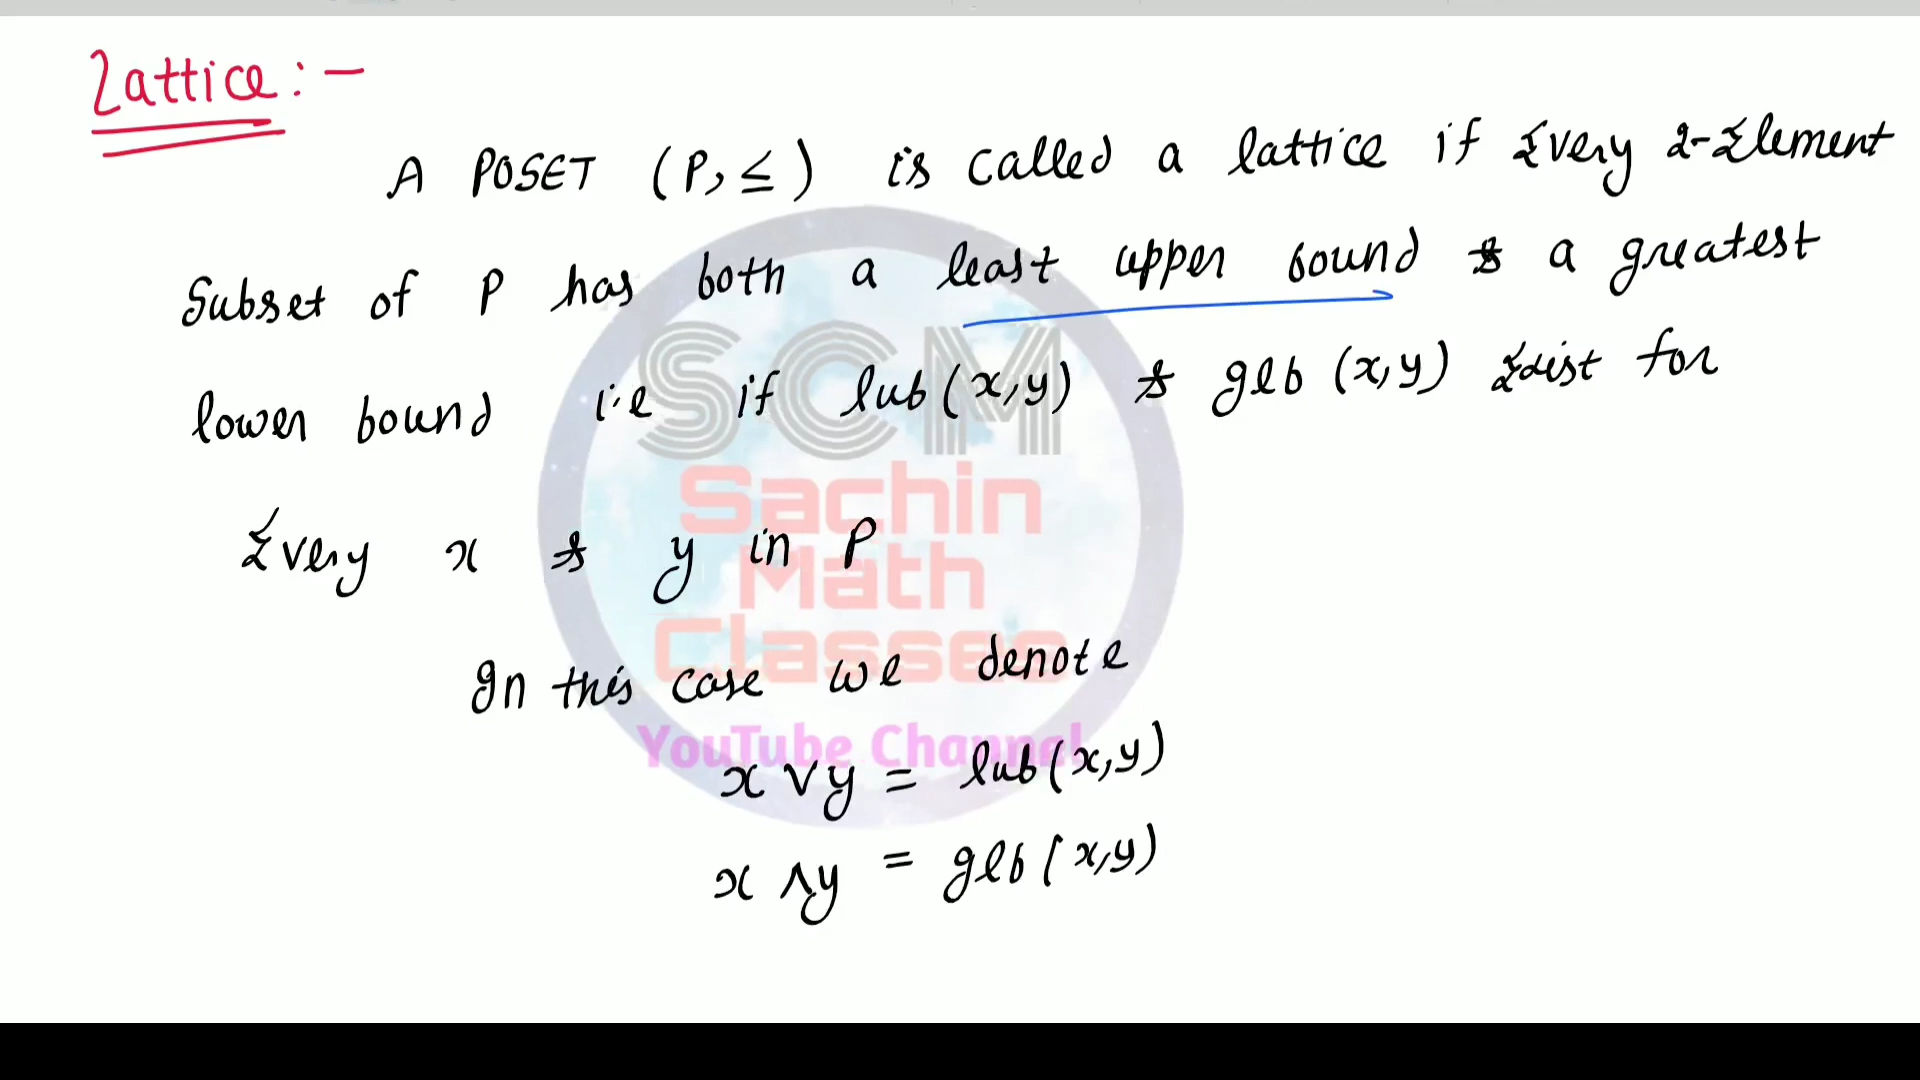 Lattice :-
A POSET (P, ≤) is called a lattice if Every 2-Element
Subset of P has both a least upper bound & a greatest
lower bound i.e if lub(x,y) & glb (x,y) Exist for
Every x & y in P
In this case we denote
x ∨ y = lub(x,y)
x ∧ y = glb(x,y)
SCM
Sachin
Math
Classes
YouTube Channel